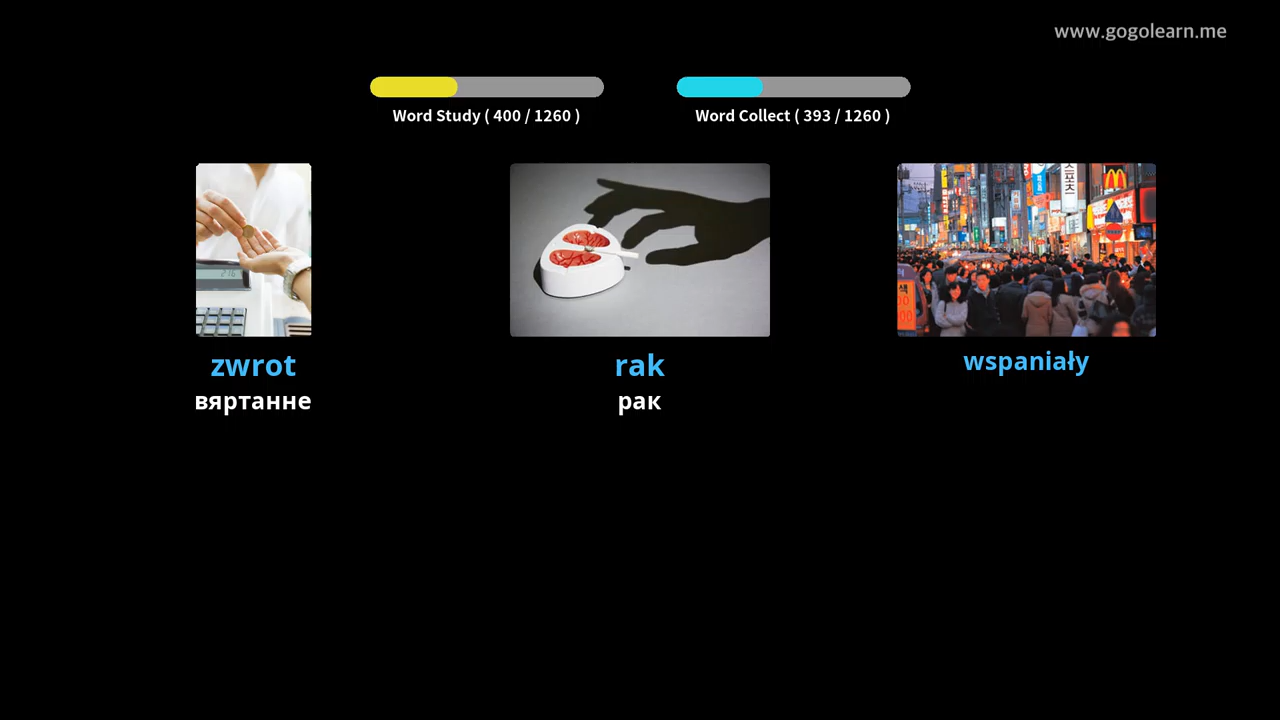 www.gogolearn.me
Word Study ( 400 / 1260 )
Word Collect ( 393 / 1260 )
zwrot
вяртанне
rak
рак
wspaniały